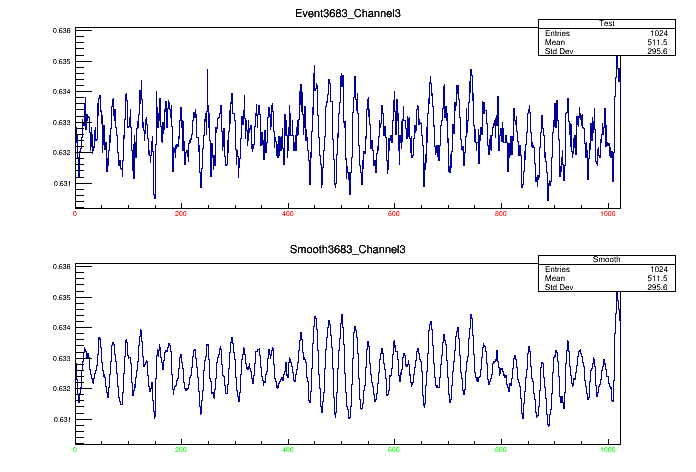 Event3683_Channel3
Test
Entries 1024
Mean 511.5
Std Dev 295.6
0.636
0.635
0.634
0.633
0.632
0.631
0 200 400 600 800 1000
Smooth3683_Channel3
Smooth
Entries 1024
Mean 511.5
Std Dev 295.6
0.636
0.635
0.634
0.633
0.632
0.631
0 200 400 600 800 1000